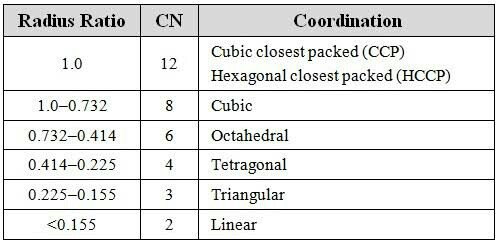 Radius Ratio CN Coordination
1.0 12 Cubic closest packed (CCP)
Hexagonal closest packed (HCCP)
1.0–0.732 8 Cubic
0.732–0.414 6 Octahedral
0.414–0.225 4 Tetragonal
0.225–0.155 3 Triangular
<0.155 2 Linear